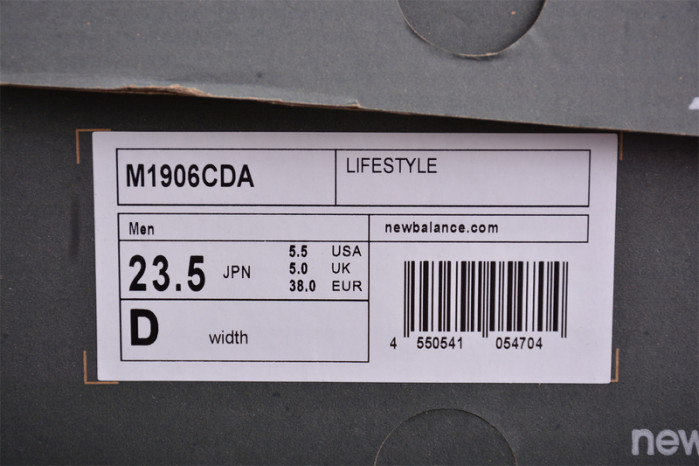 M1906CDA
LIFESTYLE
Men
newbalance.com
23.5 JPN
5.5 USA
5.0 UK
38.0 EUR
D width
4 550541 054704
new